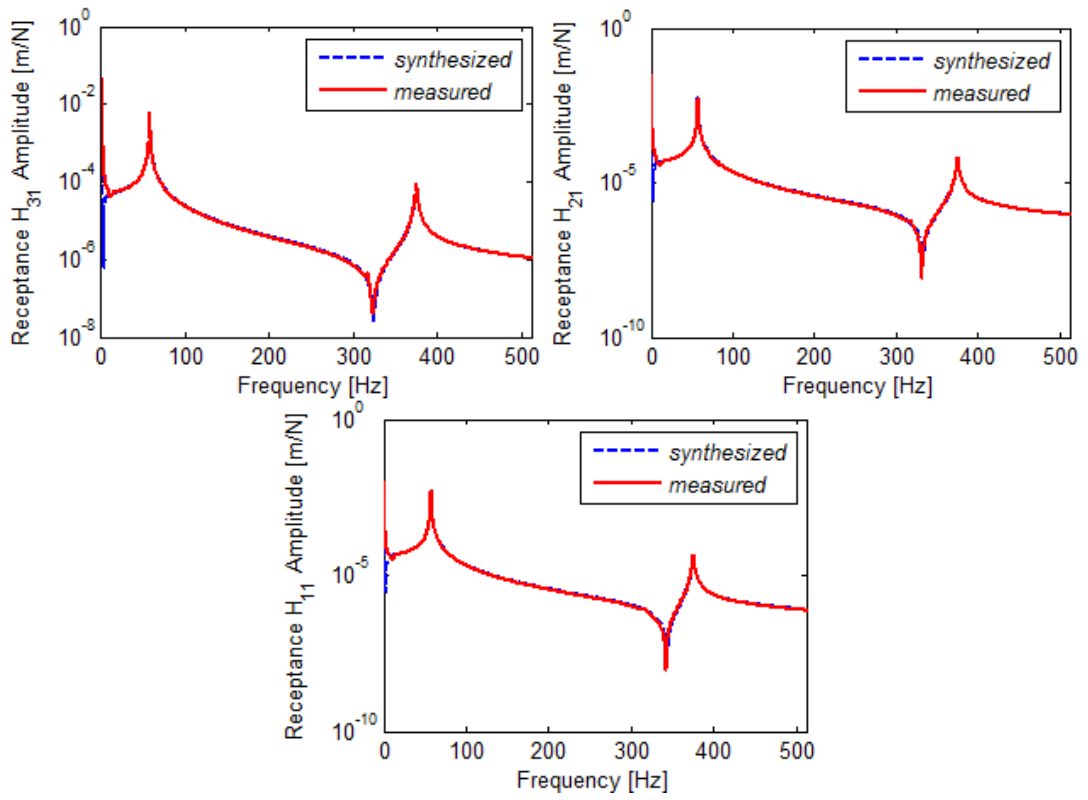 Receptance H31 Amplitude [m/N]
10^0
10^-2
10^-4
10^-6
10^-8
synthesized
measured
0 100 200 300 400 500
Frequency [Hz]
Receptance H21 Amplitude [m/N]
10^0
10^-5
10^-10
synthesized
measured
0 100 200 300 400 500
Frequency [Hz]
Receptance H11 Amplitude [m/N]
10^0
10^-5
10^-10
synthesized
measured
0 100 200 300 400 500
Frequency [Hz]